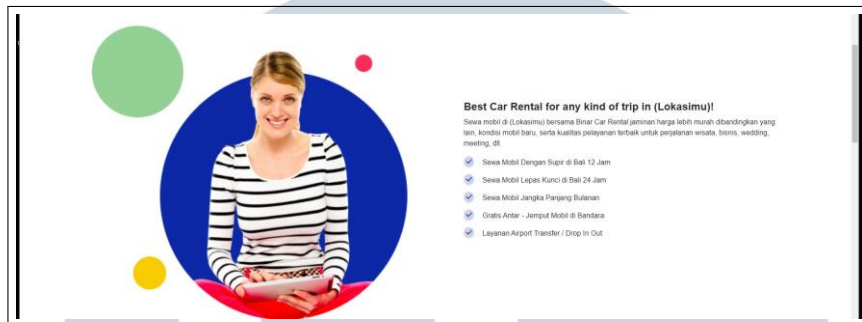 Best Car Rental for any kind of trip in (Lokasimu)!
Sewa mobil di (Lokasimu) bersama Binar Car Rental jaminan harga lebih murah dibandingkan yang
lain, kondisi mobil baru, serta kualitas pelayanan terbaik untuk perjalanan wisata, bisnis, wedding,
meeting, dll.
Sewa Mobil Dengan Supir di Bali 12 Jam
Sewa Mobil Lepas Kunci di Bali 24 Jam
Sewa Mobil Jangka Panjang Bulanan
Gratis Antar - Jemput Mobil di Bandara
Layanan Airport Transfer / Drop In Out